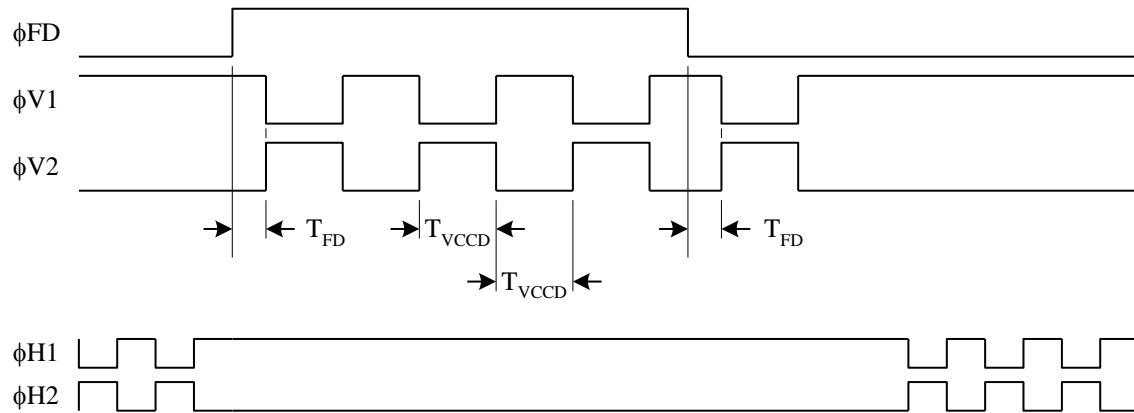 ϕFD
ϕV1
ϕV2
T_FD T_VCCD T_FD
T_VCCD
ϕH1
ϕH2